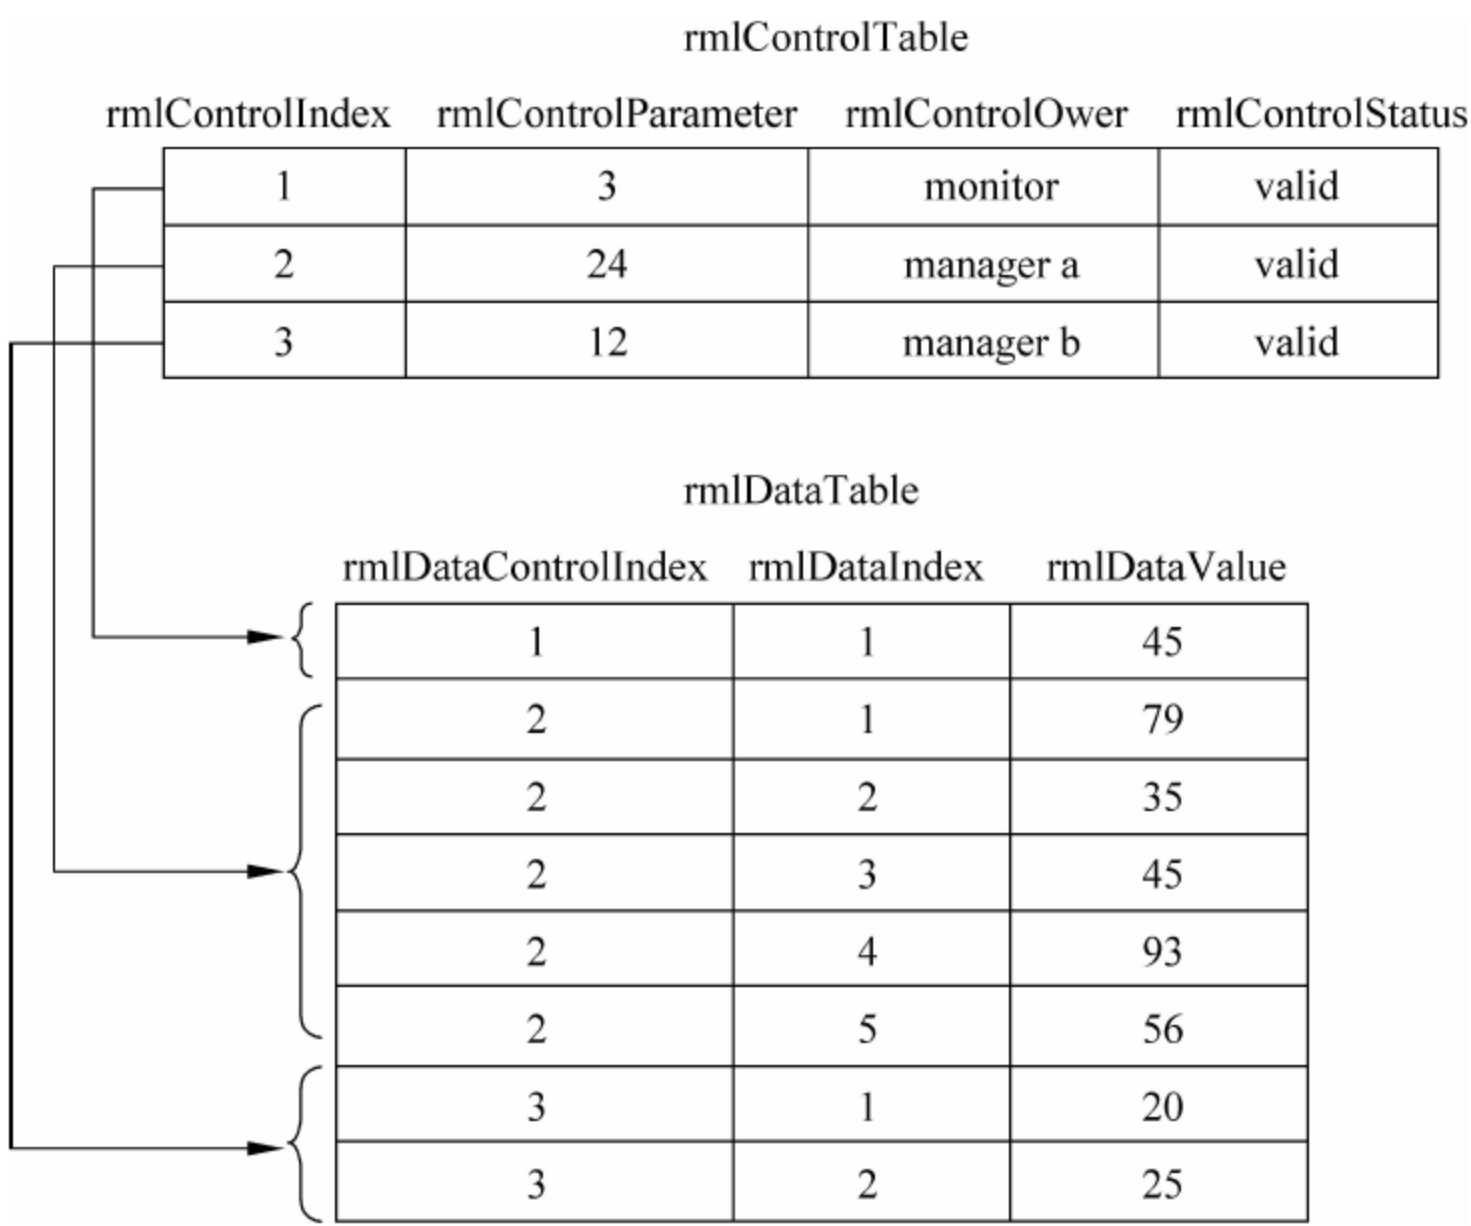 rmlControlTable
rmlControlIndex rmlControlParameter rmlControlOwer rmlControlStatus
1 3 monitor valid
2 24 manager a valid
3 12 manager b valid
rmlDataTable
rmlDataControlIndex rmlDataIndex rmlDataValue
1 1 45
2 1 79
2 2 35
2 3 45
2 4 93
2 5 56
3 1 20
3 2 25